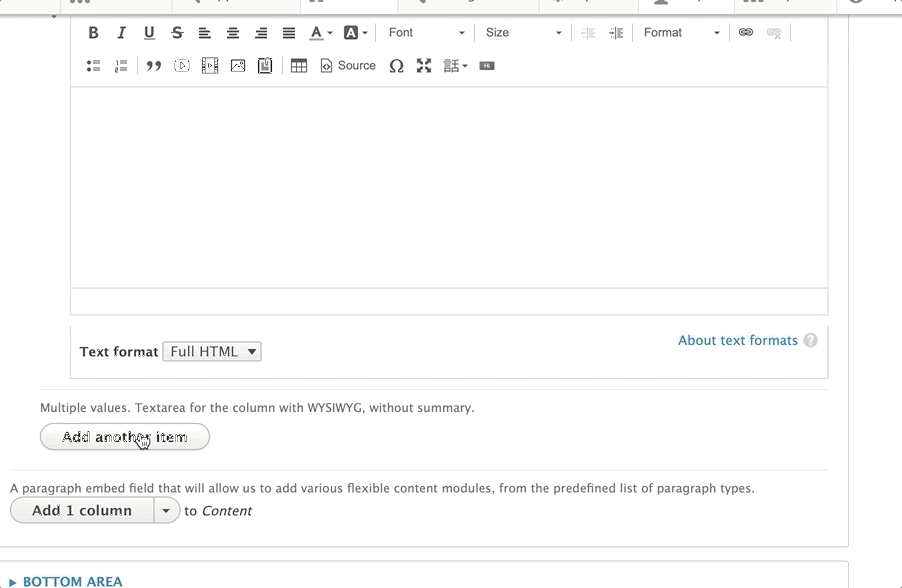 B I U S A A Font Size Format
Source Ω 話 Hi
Text format Full HTML
About text formats ?
Multiple values. Textarea for the column with WYSIWYG, without summary.
Add another item
A paragraph embed field that will allow us to add various flexible content modules, from the predefined list of paragraph types.
Add 1 column to Content
BOTTOM AREA